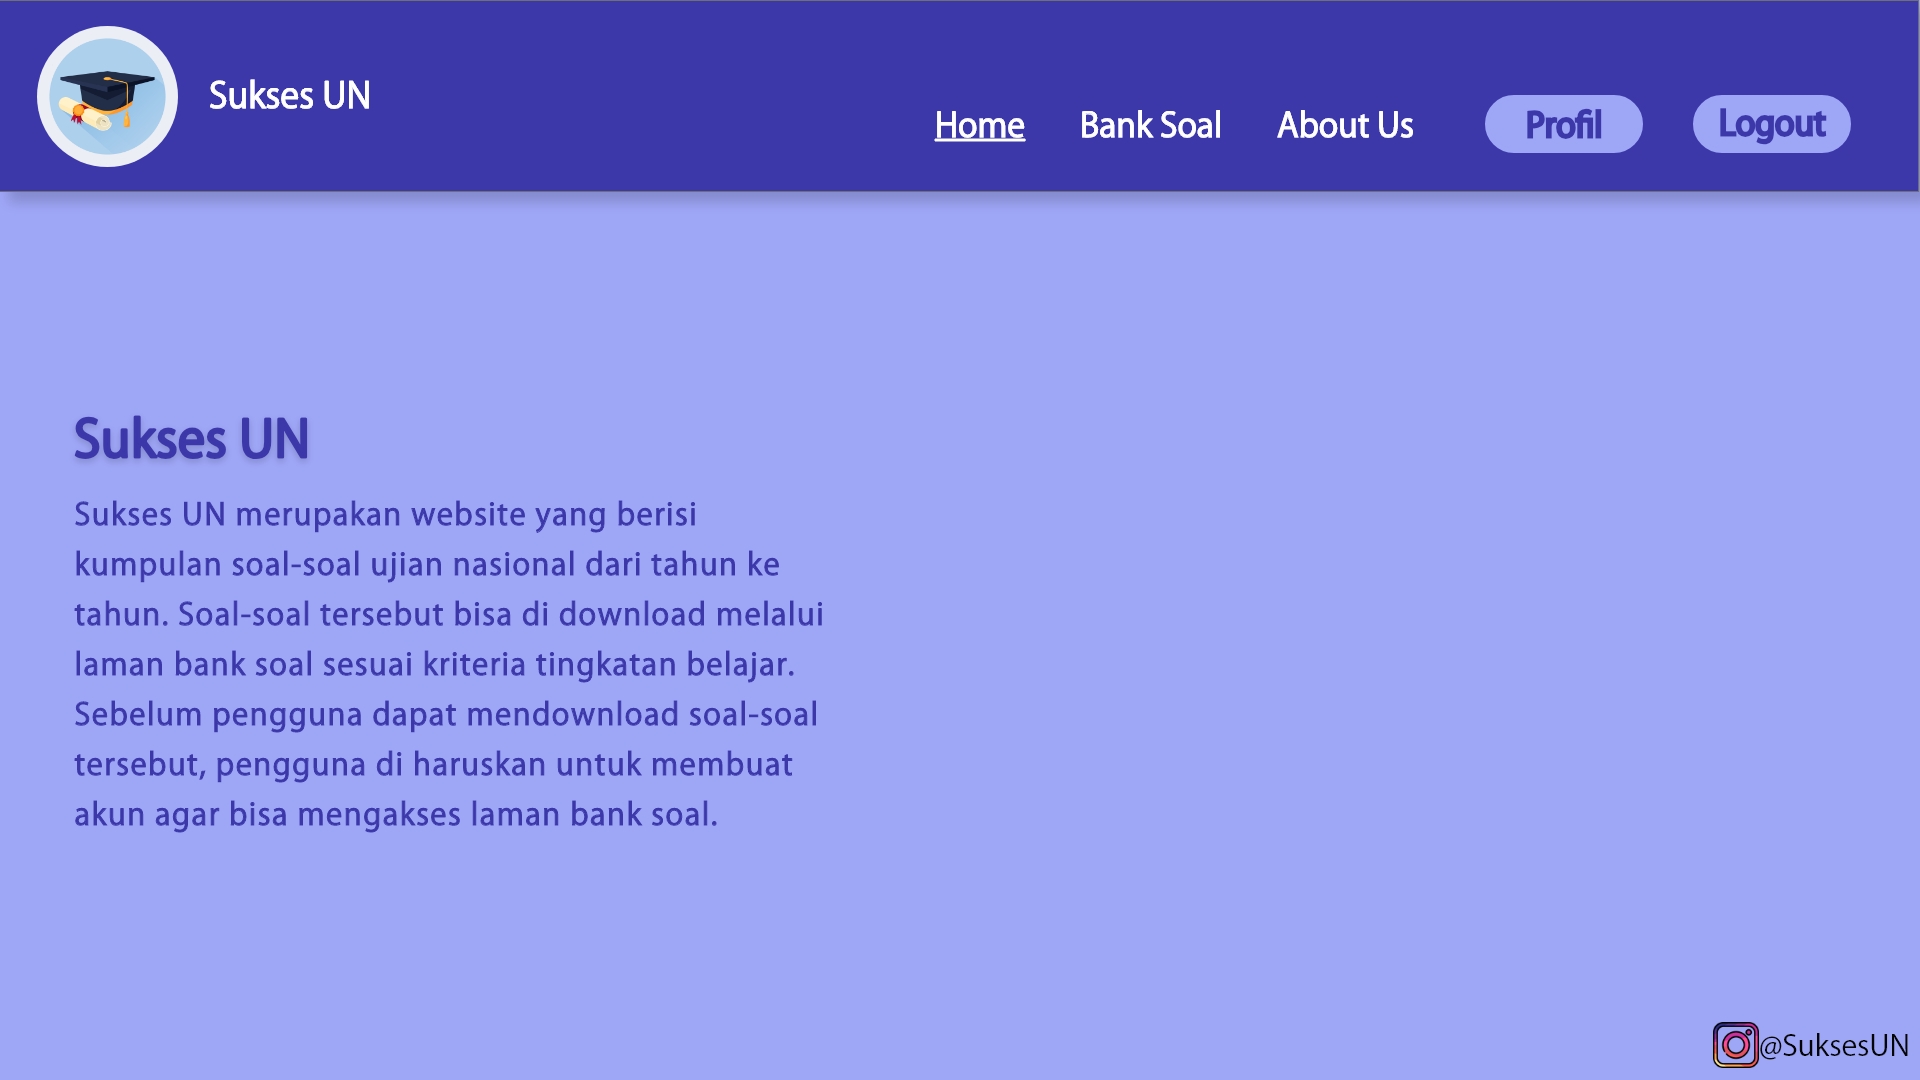 Sukses UN
Home Bank Soal About Us Profil Logout
Sukses UN
Sukses UN merupakan website yang berisi
kumpulan soal-soal ujian nasional dari tahun ke
tahun. Soal-soal tersebut bisa di download melalui
laman bank soal sesuai kriteria tingkatan belajar.
Sebelum pengguna dapat mendownload soal-soal
tersebut, pengguna di haruskan untuk membuat
akun agar bisa mengakses laman bank soal.
@SuksesUN